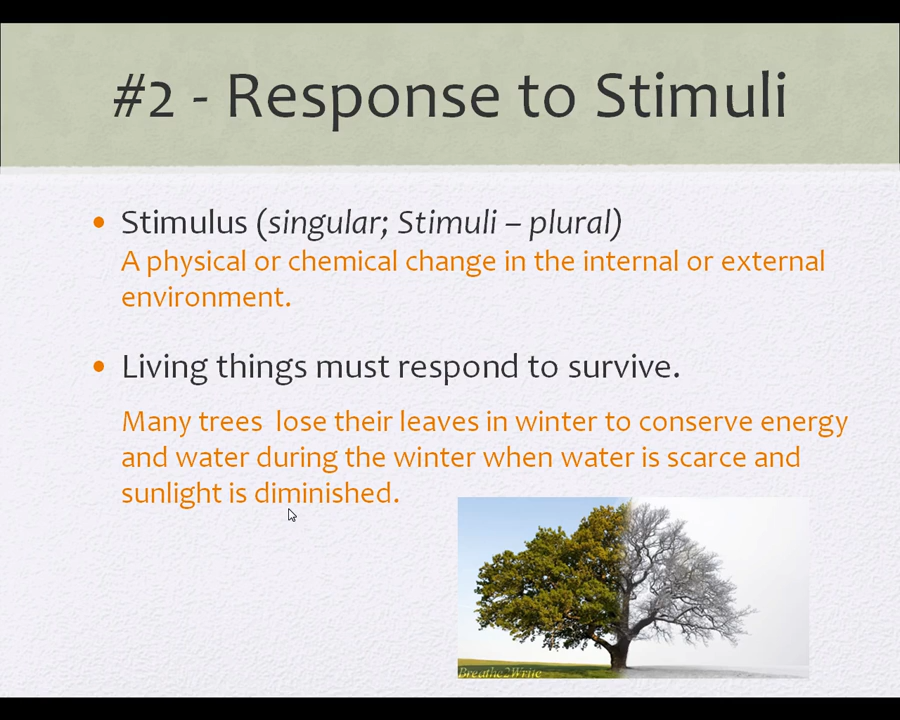 #2 - Response to Stimuli
• Stimulus (singular; Stimuli – plural)
A physical or chemical change in the internal or external
environment.
• Living things must respond to survive.
Many trees lose their leaves in winter to conserve energy
and water during the winter when water is scarce and
sunlight is diminished.
Breathe2Write